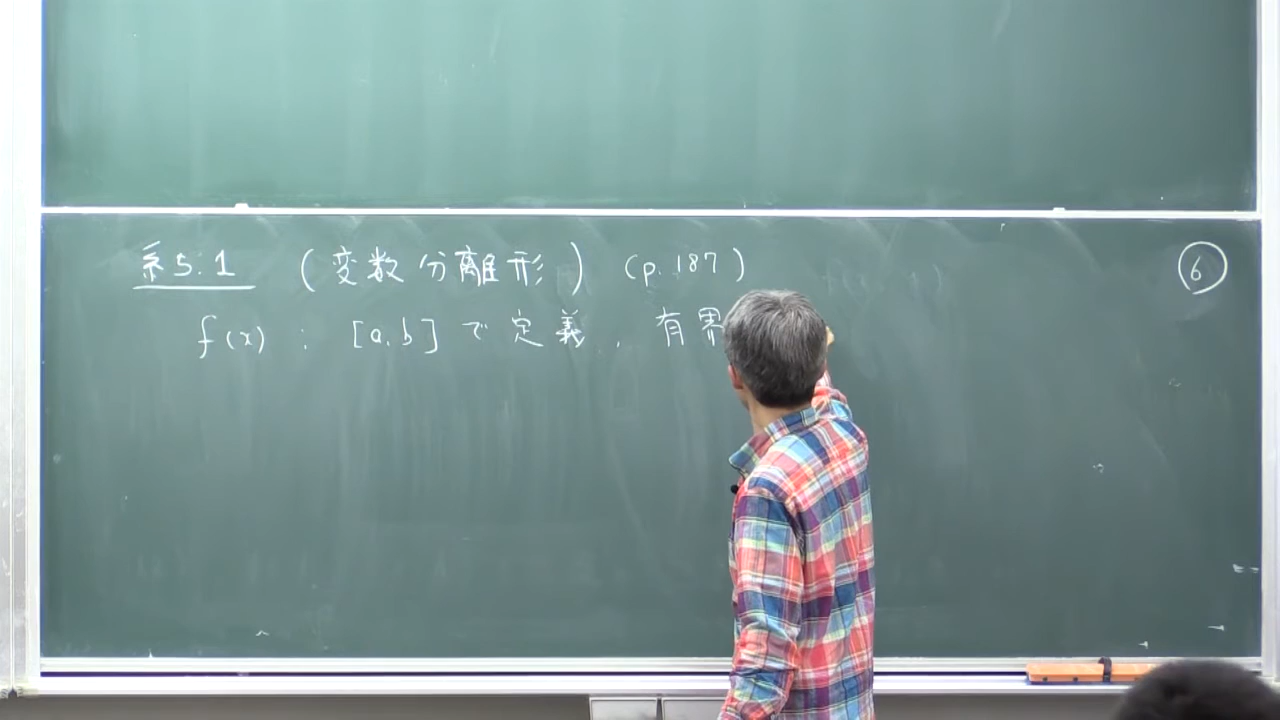 系5.1 (変数分離形) (p.187)
⑥
f(x) : [a,b]で定義, 有界